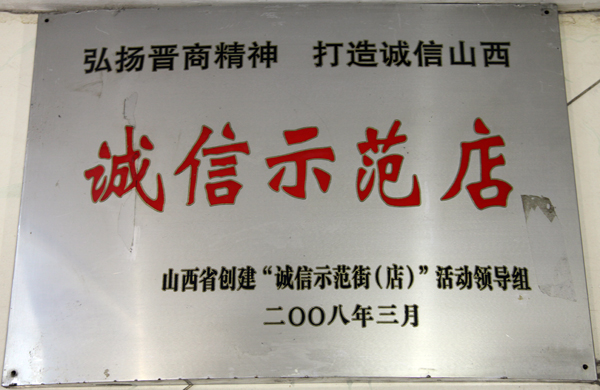 弘扬晋商精神 打造诚信山西
诚信示范店
山西省创建“诚信示范街(店)”活动领导组
二〇〇八年三月